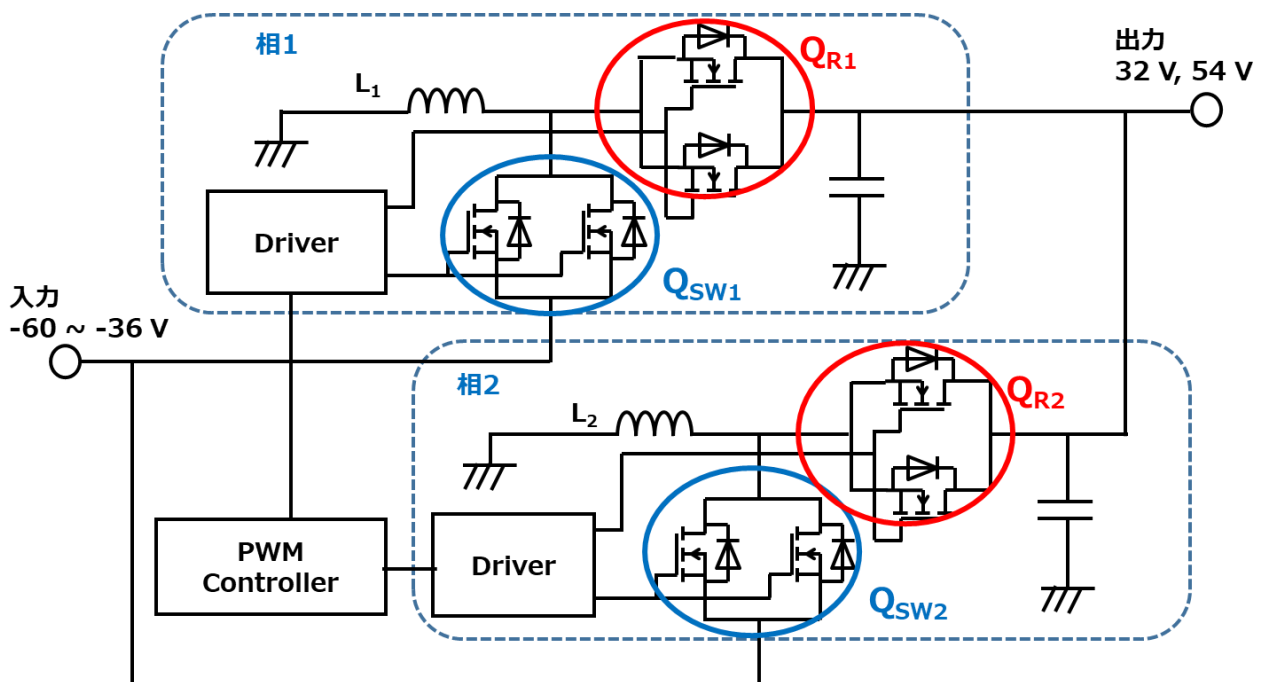 相1
QR1
出力
32 V, 54 V
L1
Driver
QSW1
入力
-60 ~ -36 V
相2
QR2
L2
PWM
Controller
Driver
QSW2